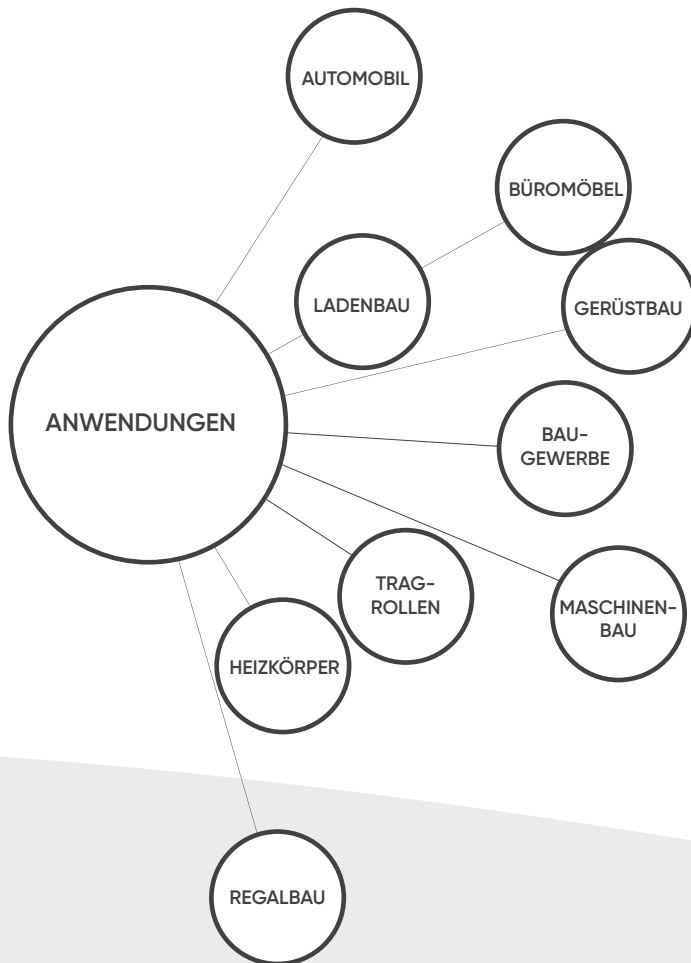 AUTOMOBIL
BÜROMÖBEL
LADENBAU
GERÜSTBAU
ANWENDUNGEN
BAU-
GEWERBE
TRAG-
ROLLEN
MASCHINEN-
BAU
HEIZKÖRPER
REGALBAU